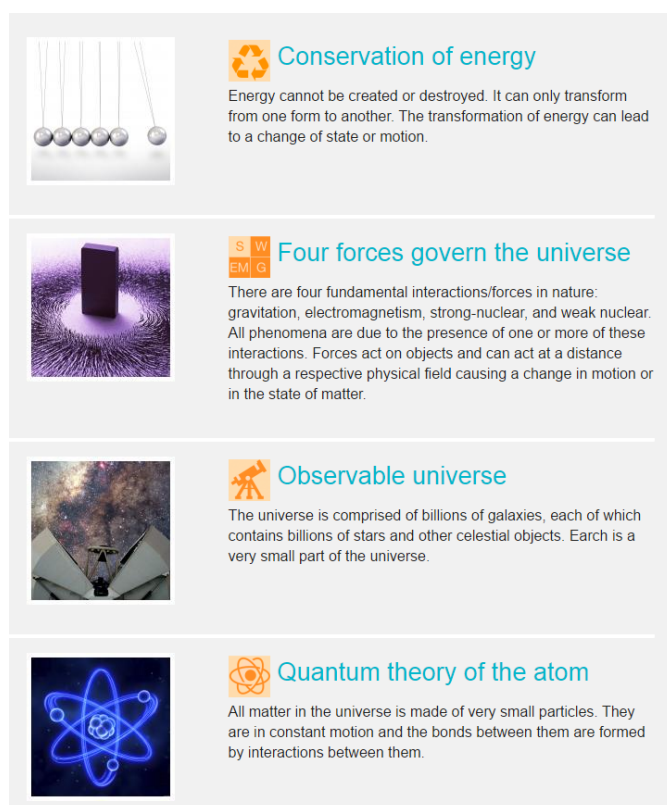 Conservation of energy
Energy cannot be created or destroyed. It can only transform
from one form to another. The transformation of energy can lead
to a change of state or motion.
S W
EM G
Four forces govern the universe
There are four fundamental interactions/forces in nature:
gravitation, electromagnetism, strong-nuclear, and weak nuclear.
All phenomena are due to the presence of one or more of these
interactions. Forces act on objects and can act at a distance
through a respective physical field causing a change in motion or
in the state of matter.
Observable universe
The universe is comprised of billions of galaxies, each of which
contains billions of stars and other celestial objects. Earch is a
very small part of the universe.
Quantum theory of the atom
All matter in the universe is made of very small particles. They
are in constant motion and the bonds between them are formed
by interactions between them.